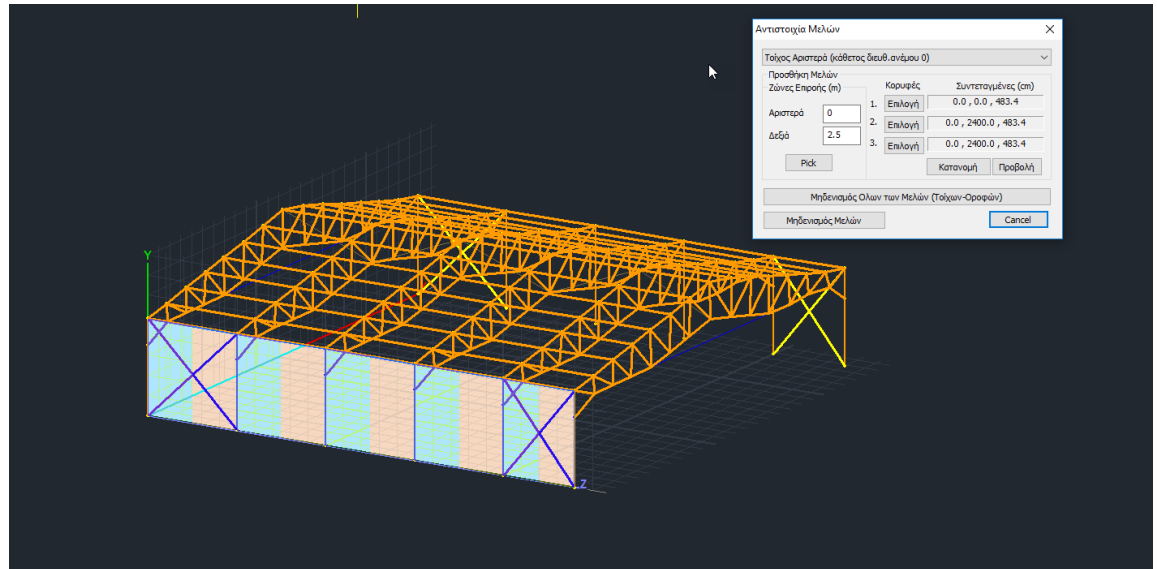 Αντιστοιχία Μελών
Τοίχος Αριστερά (κάθετος διευθ.ανέμου 0)
Προσθήκη Μελών
Ζώνες Επιροής (m)
Κορυφές
Συντεταγμένες (cm)
Αριστερά 0
Δεξιά 2.5
Pick
1. Επιλογή 0.0 , 0.0 , 483.4
2. Επιλογή 0.0 , 2400.0 , 483.4
3. Επιλογή 0.0 , 2400.0 , 483.4
Κατανομή Προβολή
Μηδενισμός Ολων των Μελών (Τοίχων-Οροφών)
Μηδενισμός Μελών Cancel
Y
Z